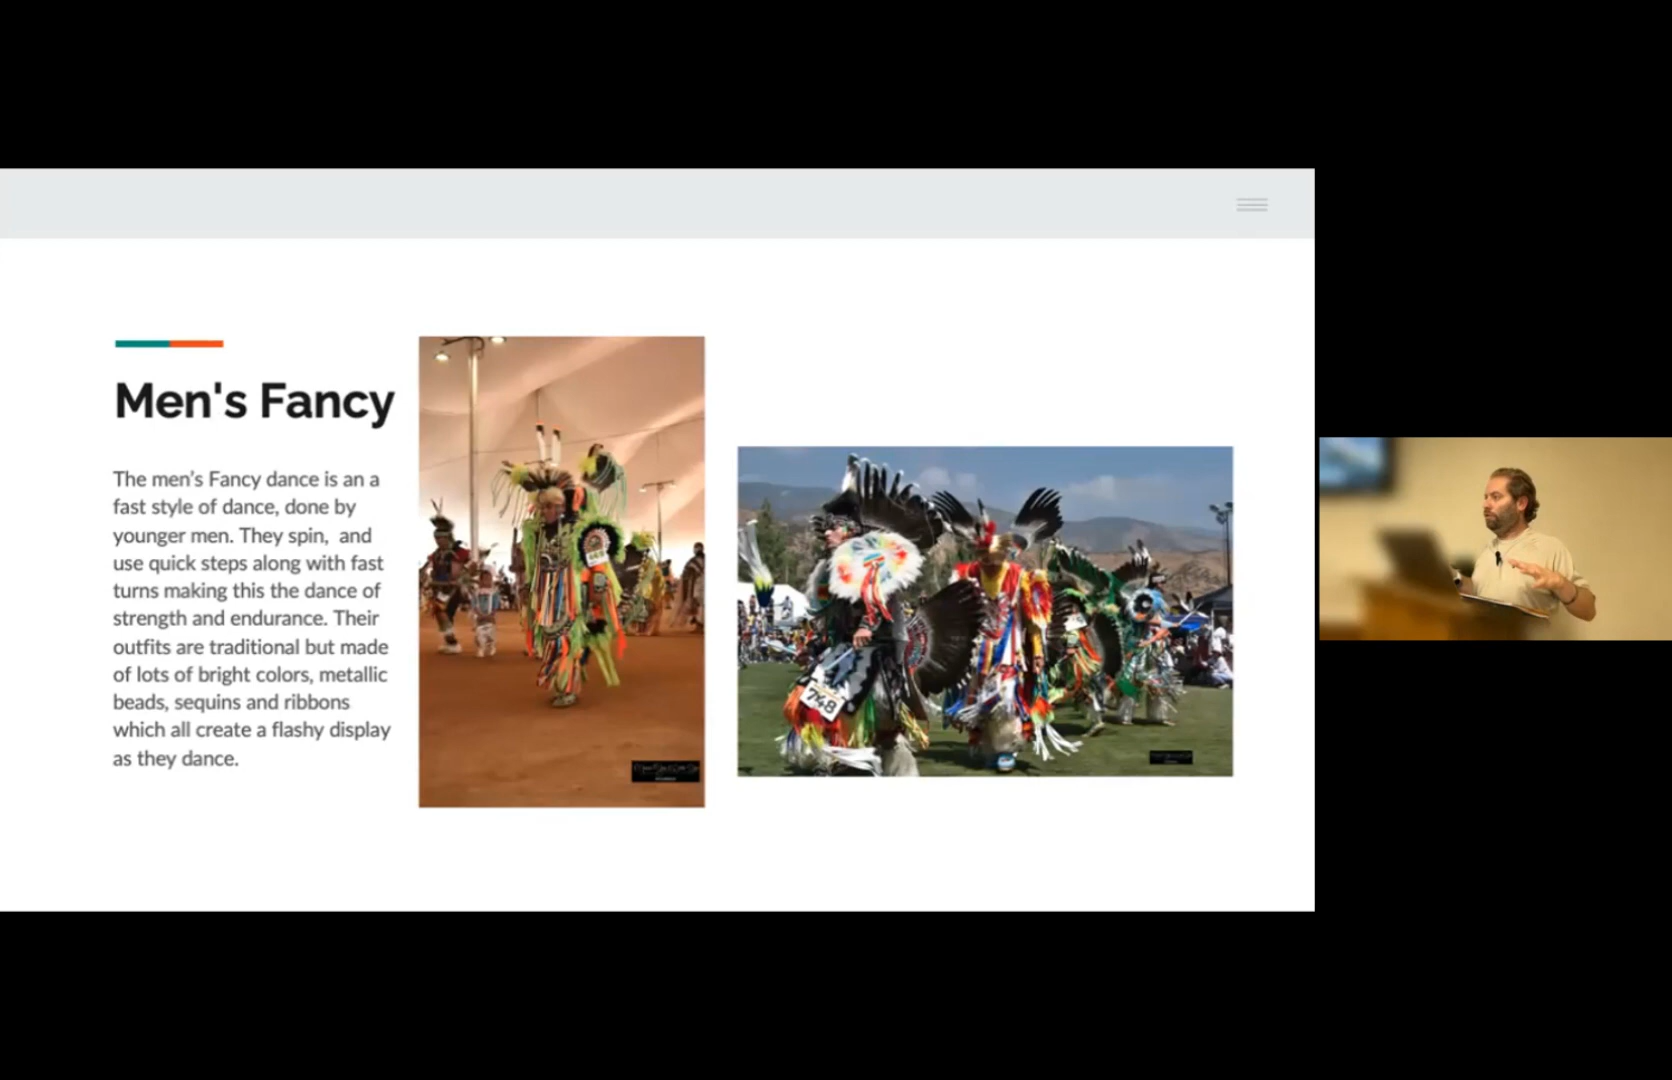 Men's Fancy
The men's Fancy dance is an a
fast style of dance, done by
younger men. They spin, and
use quick steps along with fast
turns making this the dance of
strength and endurance. Their
outfits are traditional but made
of lots of bright colors, metallic
beads, sequins and ribbons
which all create a flashy display
as they dance.
748